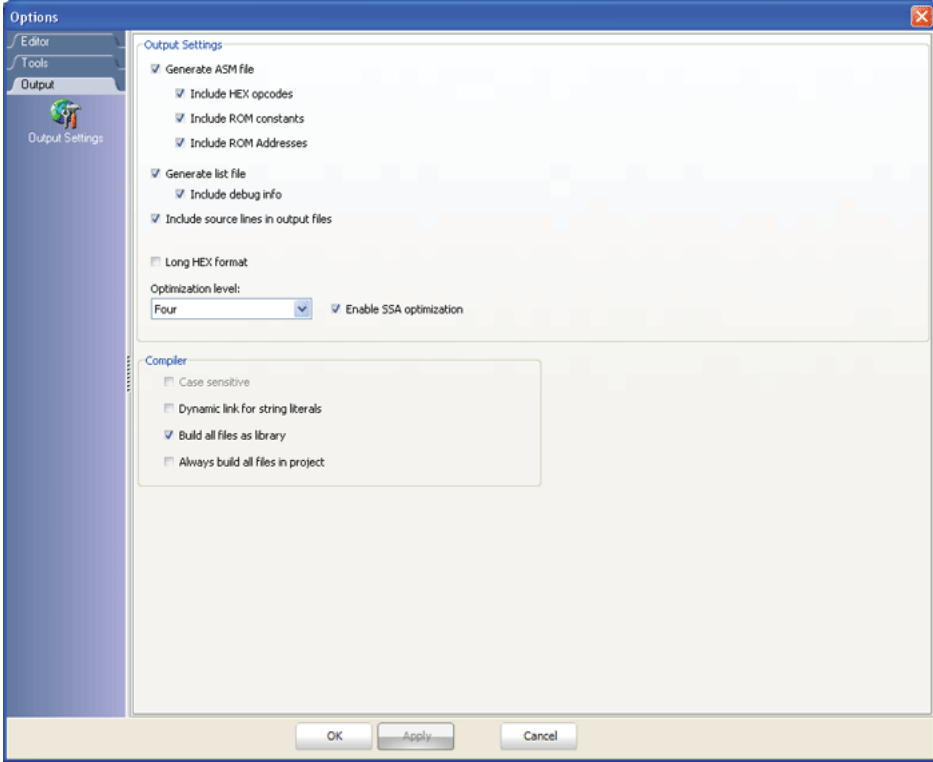 Options
Editor
Tools
Output
Output Settings
Output Settings
Generate ASM file
Include HEX opcodes
Include ROM constants
Include ROM Addresses
Generate list file
Include debug info
Include source lines in output files
Long HEX format
Optimization level:
Four
Enable SSA optimization
Compiler
Case sensitive
Dynamic link for string literals
Build all files as library
Always build all files in project
OK
Apply
Cancel